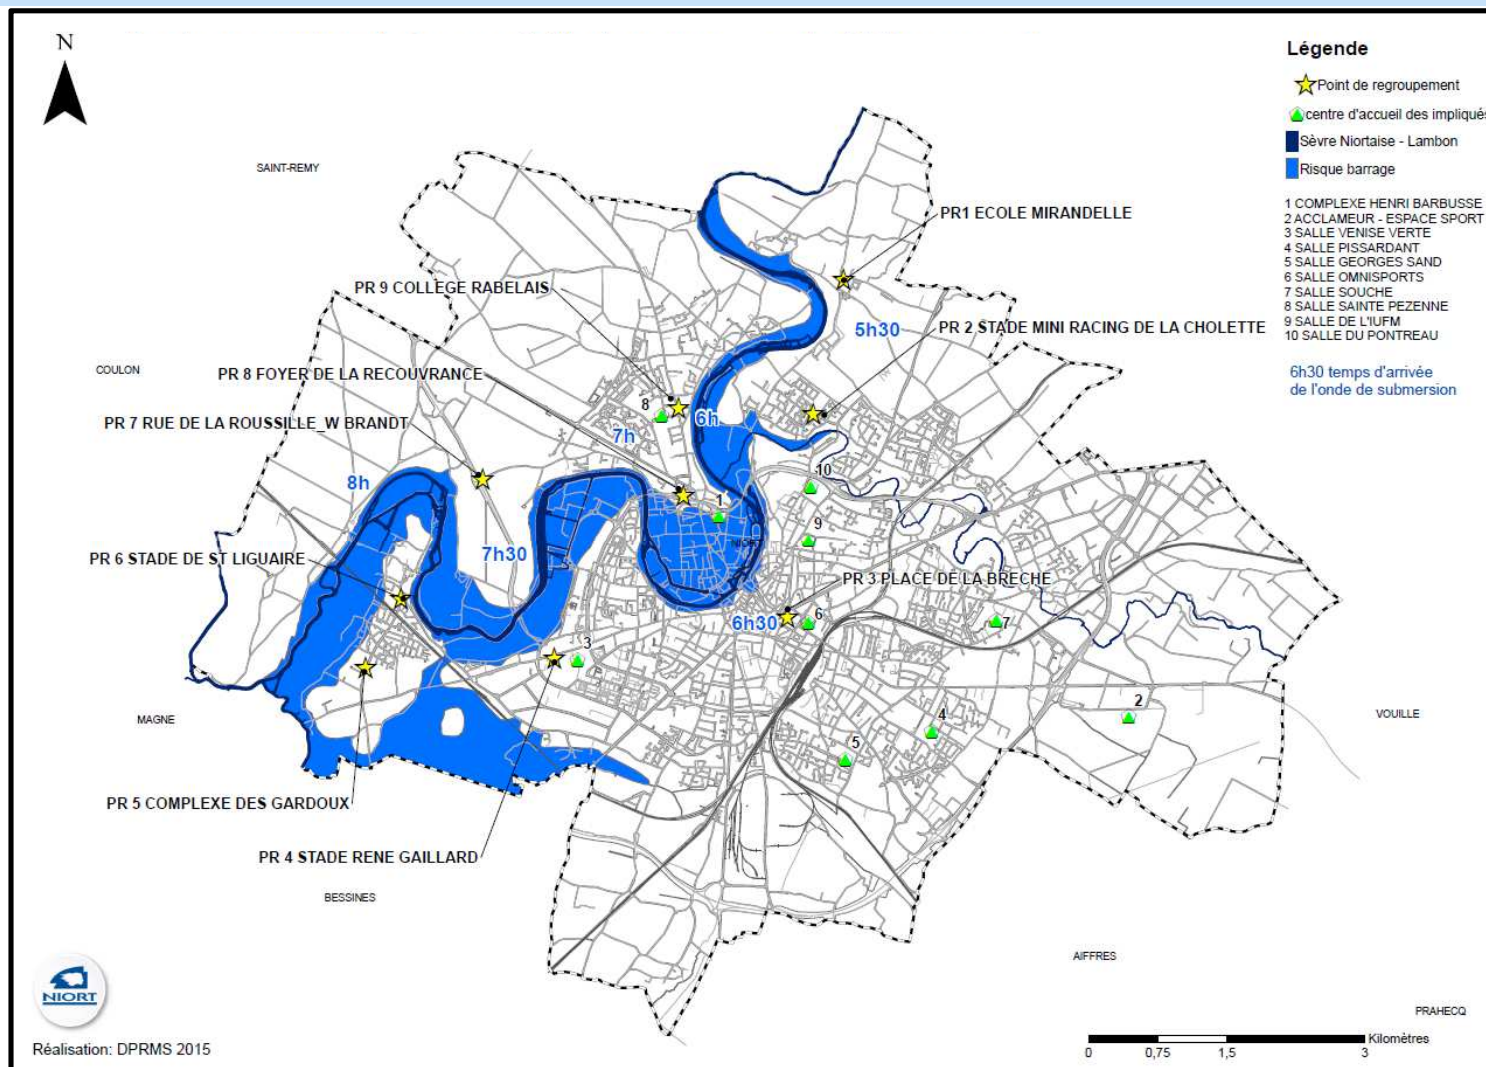 N
Légende
Point de regroupement
centre d'accueil des impliqués
Sèvre Niortaise - Lambon
Risque barrage
1 COMPLEXE HENRI BARBUSSE
2 ACCLAMEUR - ESPACE SPORT
3 SALLE VENISE VERTE
4 SALLE PISSARDANT
5 SALLE GEORGES SAND
6 SALLE OMNISPORTS
7 SALLE SOUCHE
8 SALLE SAINTE PEZENNE
9 SALLE DE L'IUFM
10 SALLE DU PONTREAU
6h30 temps d'arrivée
de l'onde de submersion
SAINT-REMY
PR1 ECOLE MIRANDELLE
PR 9 COLLEGE RABELAIS
5h30
PR 2 STADE MINI RACING DE LA CHOLETTE
COULON
PR 8 FOYER DE LA RECOUVRANCE
8
6h
PR 7 RUE DE LA ROUSSILLE_W BRANDT
7h
10
8h
1
9
NIORT
7h30
PR 6 STADE DE ST LIGUAIRE
PR 3 PLACE DE LA BRECHE
6h30
6
7
3
MAGNE
2
VOUILLE
4
5
PR 5 COMPLEXE DES GARDOUX
PR 4 STADE RENE GAILLARD
BESSINES
AIFFRES
NIORT
PRAHECQ
Réalisation: DPRMS 2015
Kilomètres
0 0,75 1,5 3